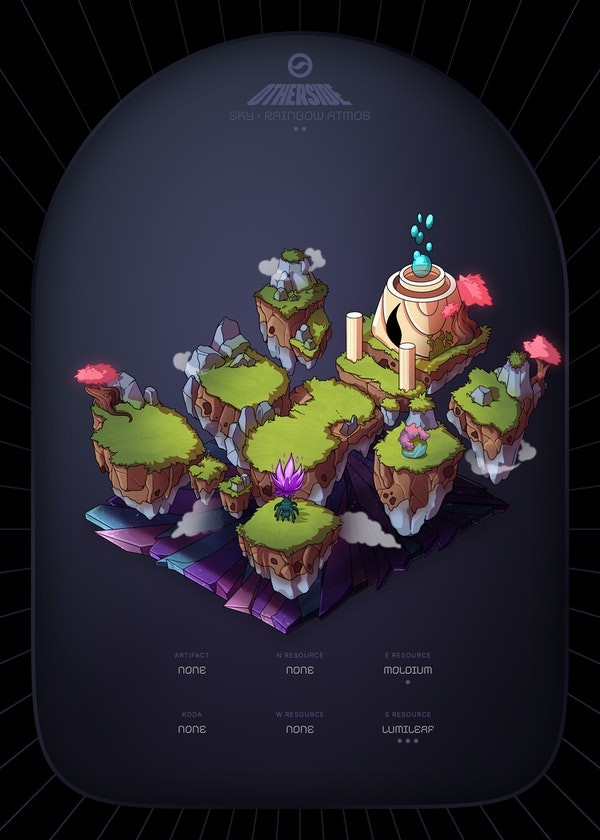 OTHERSIDE
SKY - RAINBOW ATMOS
ARTIFACT N RESOURCE E RESOURCE
NONE NONE MOLDIUM
KODA W RESOURCE S RESOURCE
NONE NONE LUMILEAF